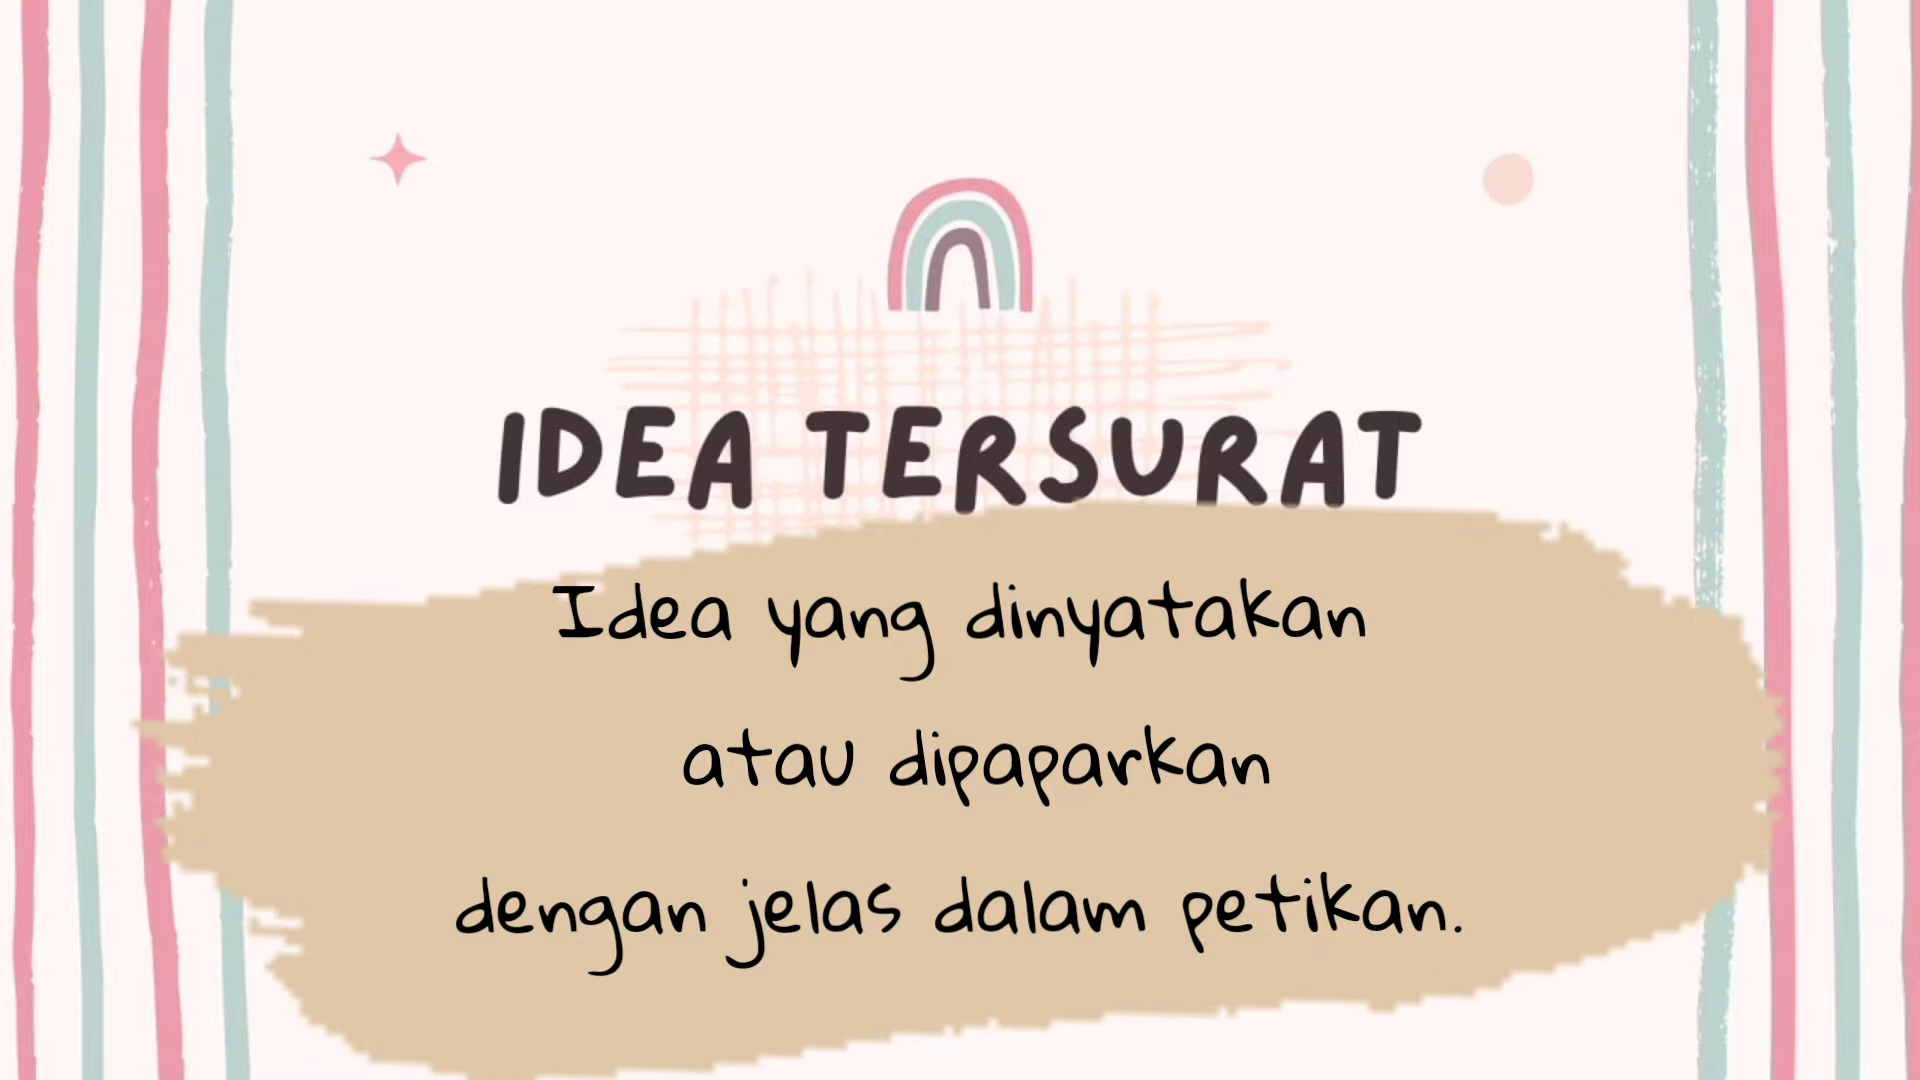 IDEA TERSURAT
Idea yang dinyatakan
atau dipaparkan
dengan jelas dalam petikan.